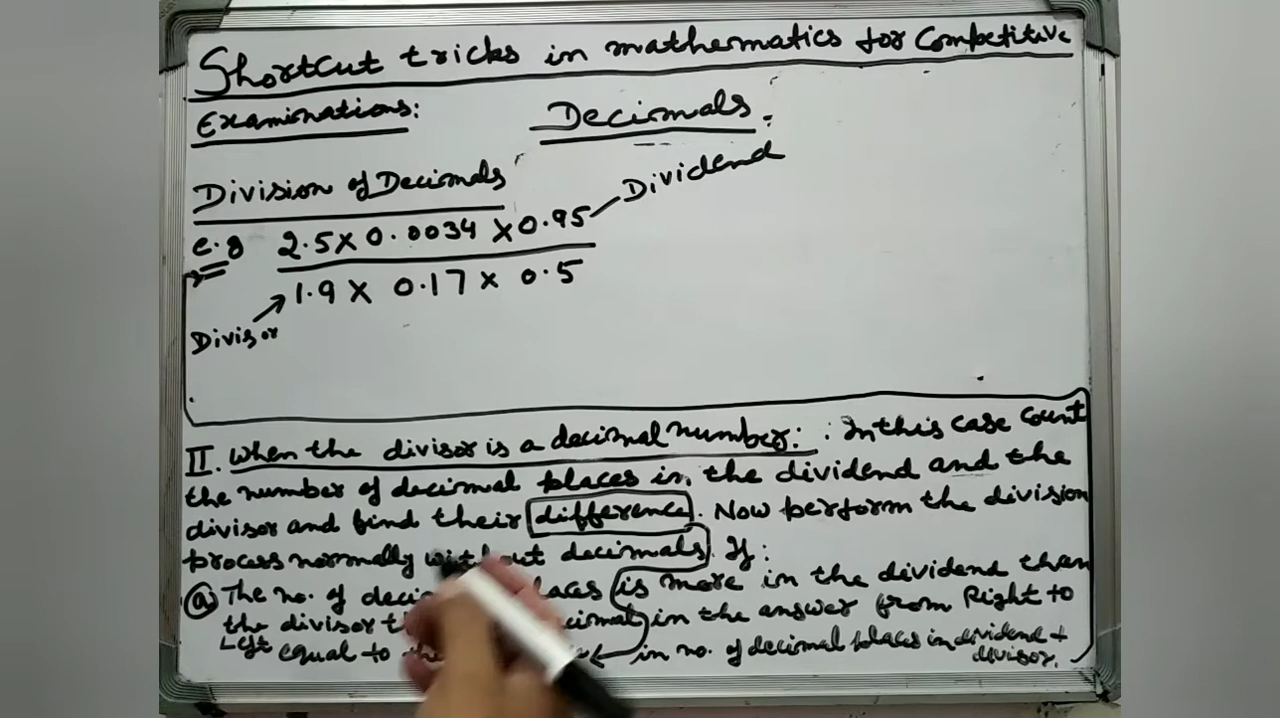 Shortcut tricks in mathematics for Competitive
Examinations:
Decimals.
Division of Decimals
Dividend
e.g 2.5 x 0.0034 x 0.95
1.9 x 0.17 x 0.5
Divisor
II. When the divisor is a decimal number: : In this case Count
the number of decimal places in the dividend and the
divisor and find their difference. Now perform the division
process normally without decimals. If:
(a) The no. of places is more in the dividend than
the divisor in the answer from Right to
Left equal to in no. of decimal places in dividend +
divisor.